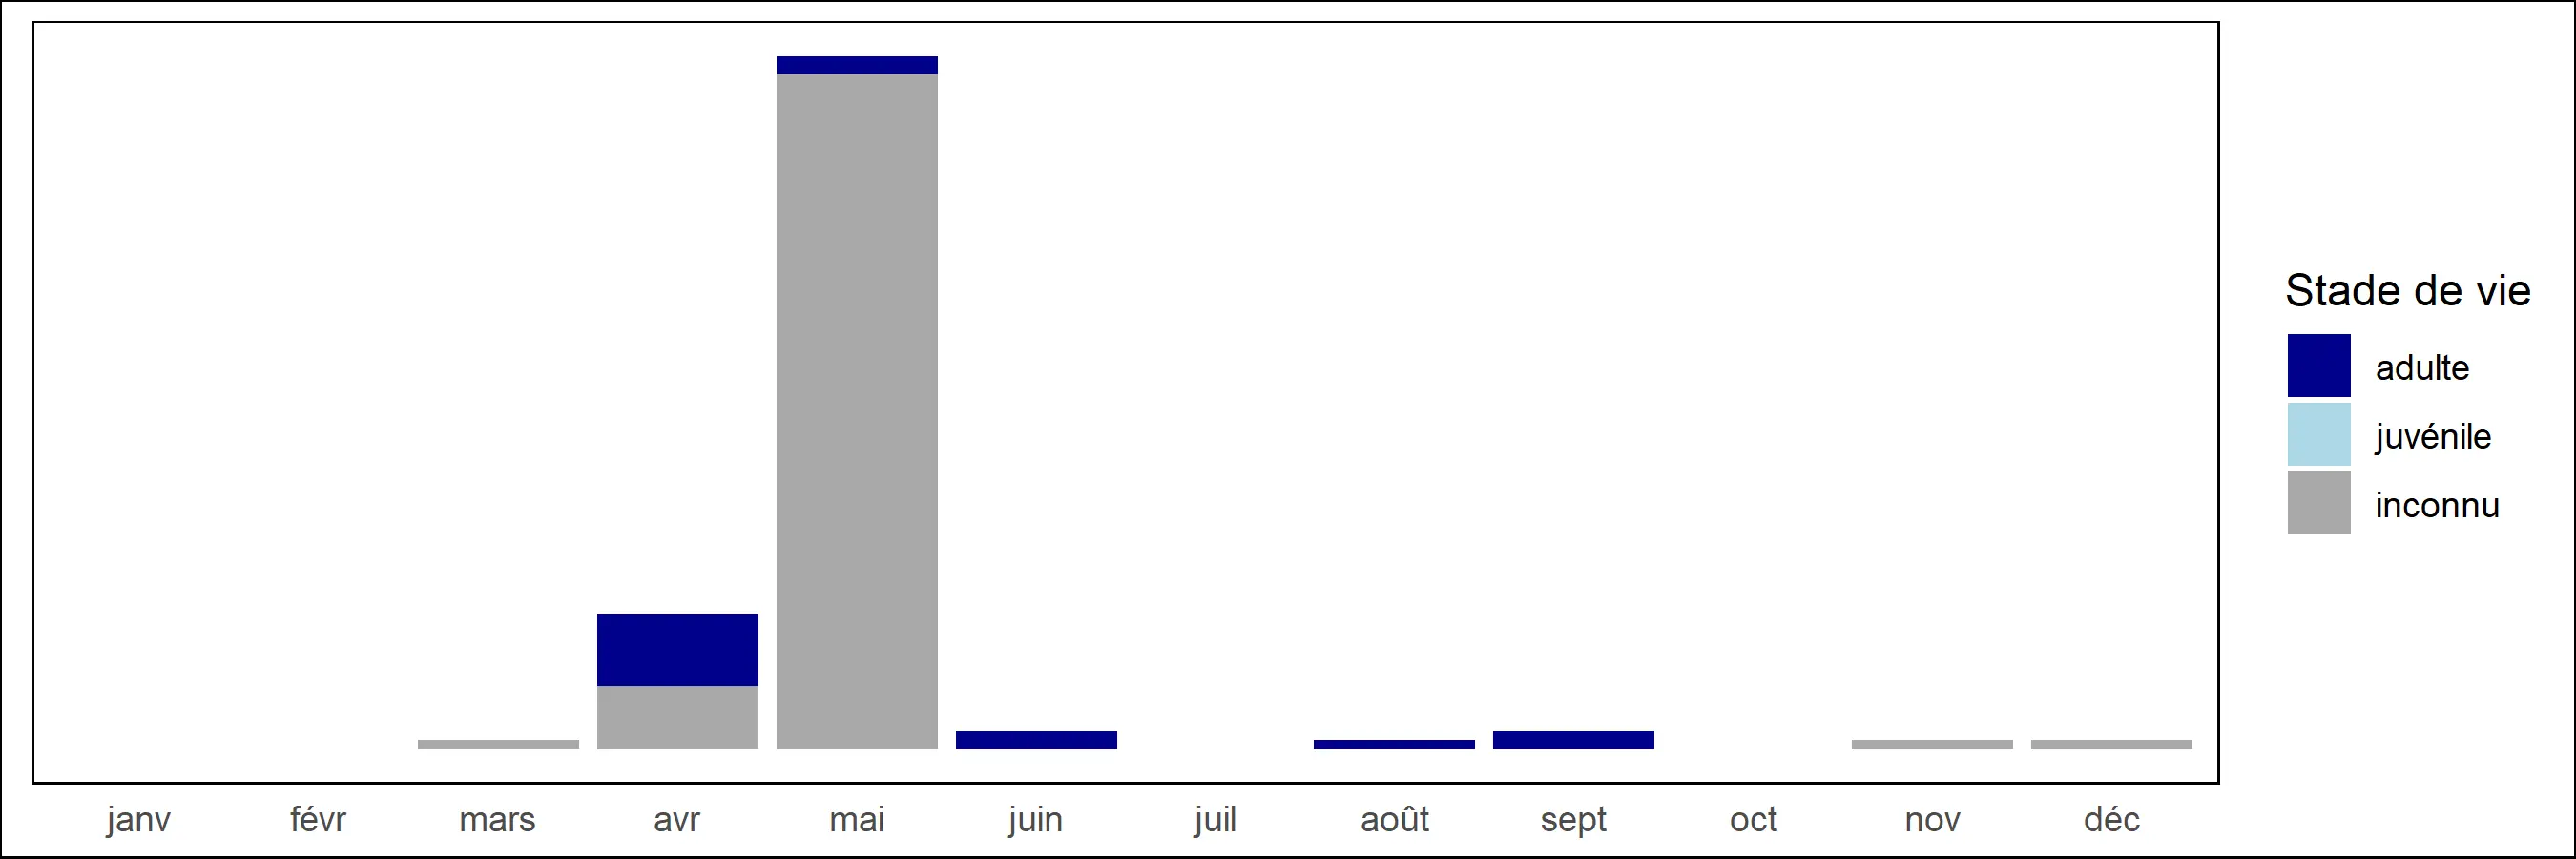 Stade de vie
adulte
juvénile
inconnu
janv févr mars avr mai juin juil août sept oct nov déc